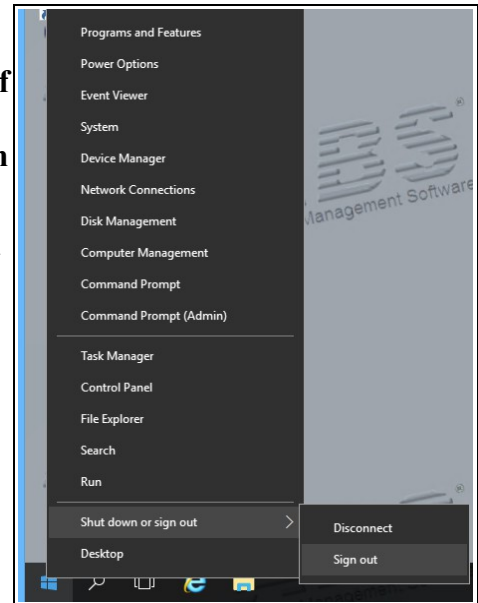 Programs and Features
Power Options
Event Viewer
System
Device Manager
Network Connections
Disk Management
Computer Management
Command Prompt
Command Prompt (Admin)
Task Manager
Control Panel
File Explorer
Search
Run
Shut down or sign out
Desktop
Disconnect
Sign out
BS®
Management Software